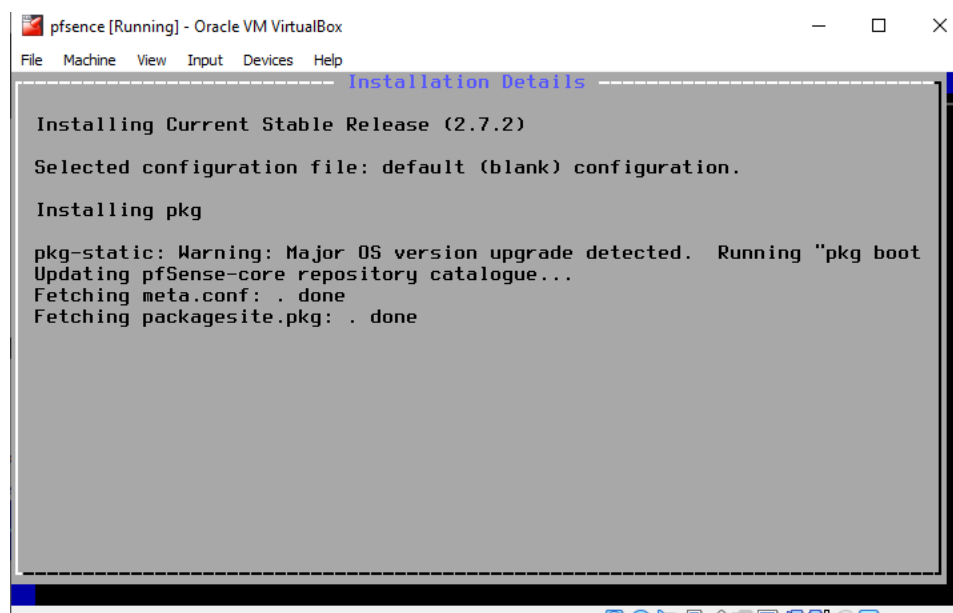 pfsence [Running] - Oracle VM VirtualBox
File Machine View Input Devices Help
Installation Details
Installing Current Stable Release (2.7.2)
Selected configuration file: default (blank) configuration.
Installing pkg
pkg-static: Warning: Major OS version upgrade detected. Running "pkg boot
Updating pfSense-core repository catalogue...
Fetching meta.conf: . done
Fetching packagesite.pkg: . done